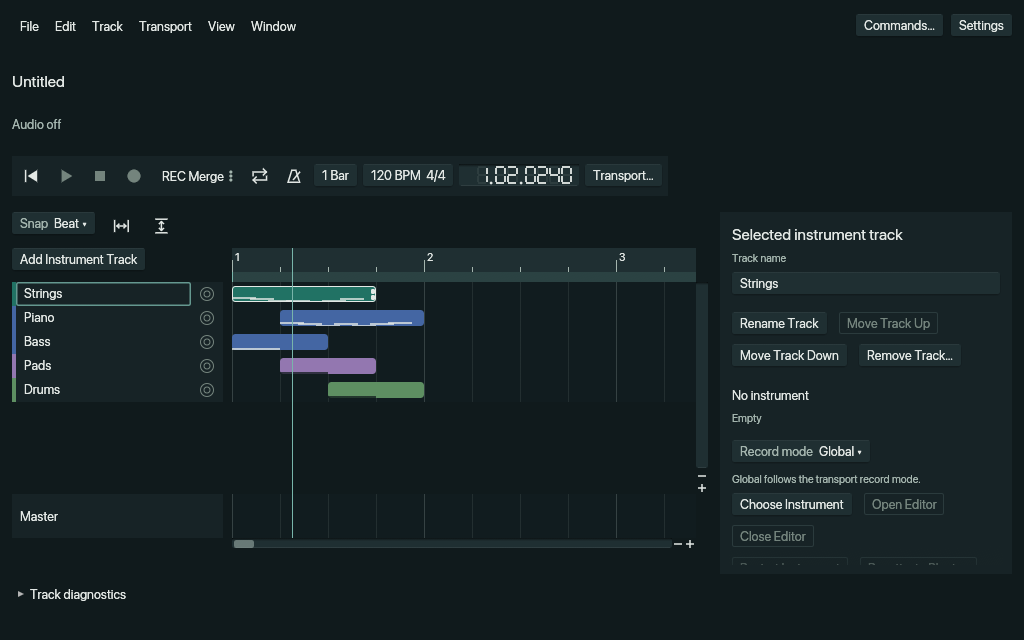 File Edit Track Transport View Window Commands... Settings
Untitled
Audio off
REC Merge 1 Bar 120 BPM 4/4 1.02.0240 Transport...
Snap Beat
Add Instrument Track
1 2 3
Strings
Piano
Bass
Pads
Drums
Master
Track diagnostics
Selected instrument track
Track name
Strings
Rename Track Move Track Up
Move Track Down Remove Track...
No instrument
Empty
Record mode Global
Global follows the transport record mode.
Choose Instrument Open Editor
Close Editor